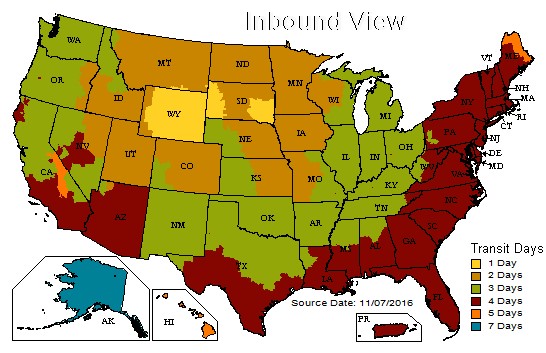 Inbound View
WA
MT
ND
MN
VT
ME
OR
ID
WY
SD
WI
MI
NY
NH
MA
RI
CT
NV
UT
CO
NE
IA
IL
IN
OH
PA
NJ
DE
MD
CA
KS
MO
KY
WV
VA
AZ
NM
OK
AR
TN
NC
SC
TX
LA
MS
AL
GA
FL
AK
HI
PR
Source Date: 11/07/2016
Transit Days
1 Day
2 Days
3 Days
4 Days
5 Days
7 Days